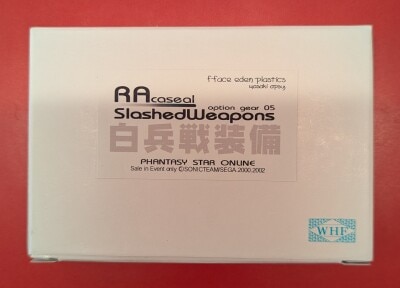 f-face eden plastics
RAcaseal
option gear 05
SlashedWeapons
白兵戦装備
PHANTASY STAR ONLINE
Sale in Event only ©SONICTEAM/SEGA.2000.2002
WHF